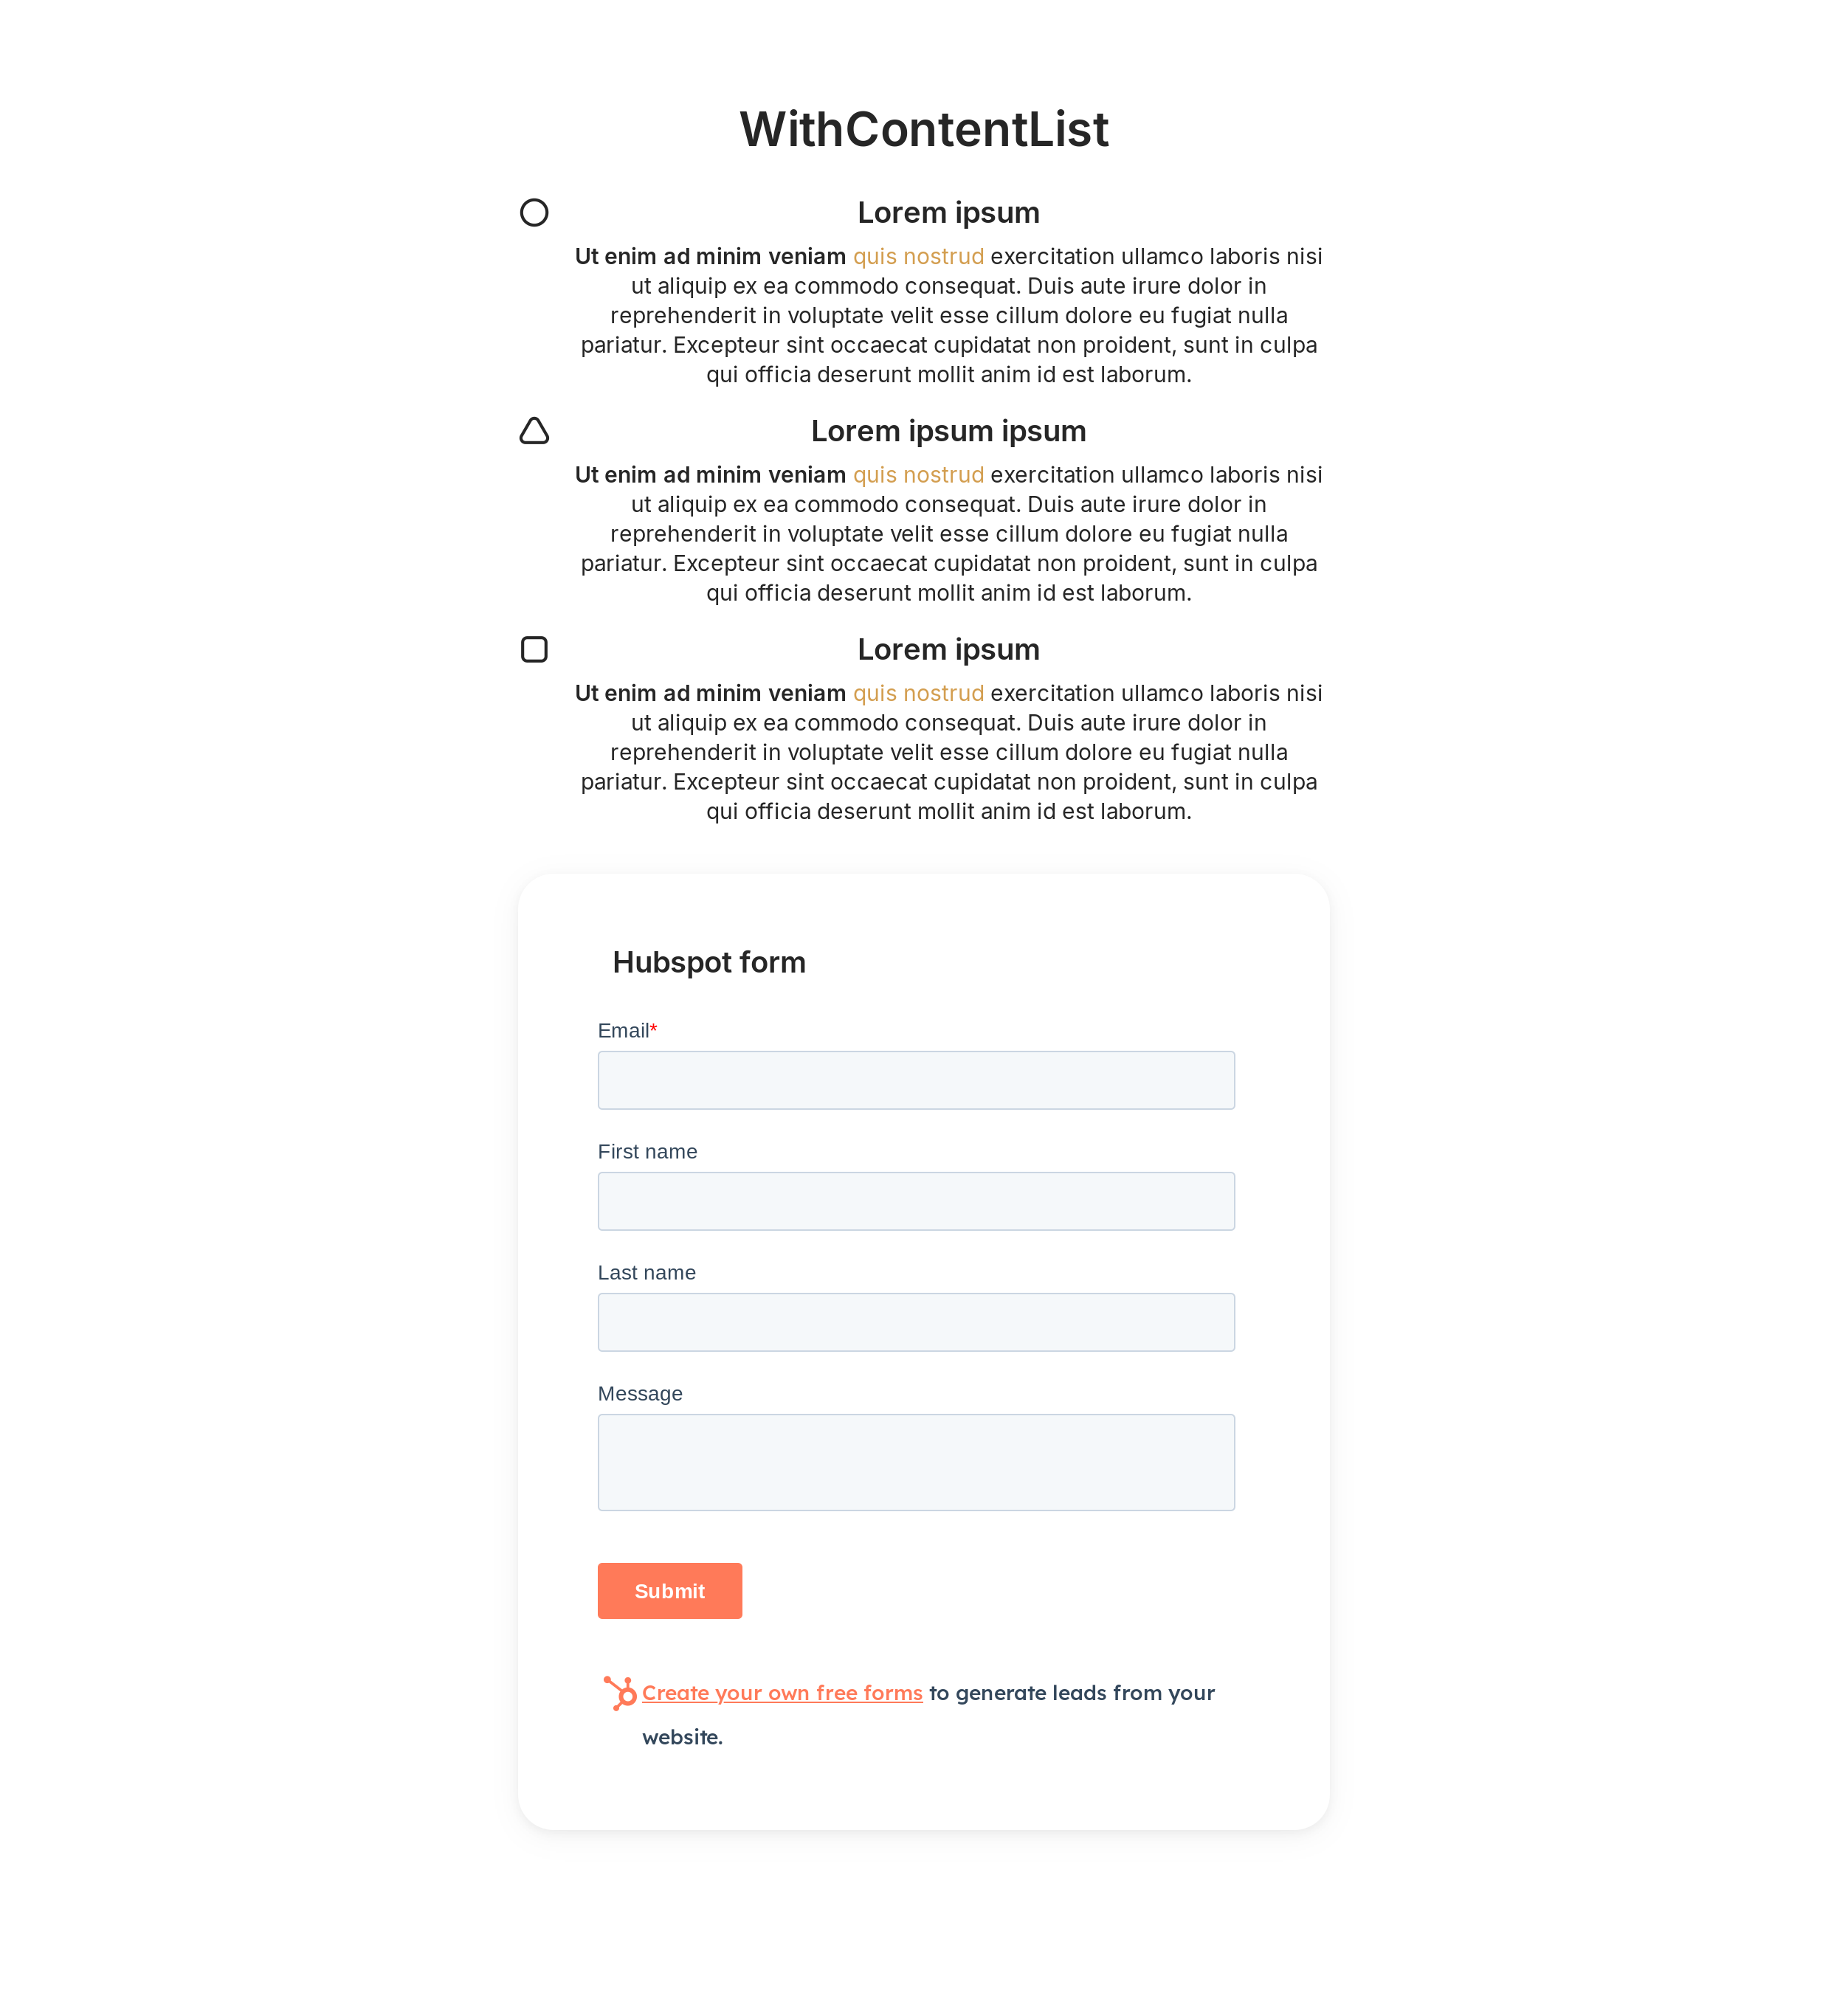 WithContentList
Lorem ipsum
Ut enim ad minim veniam quis nostrud exercitation ullamco laboris nisi
ut aliquip ex ea commodo consequat. Duis aute irure dolor in
reprehenderit in voluptate velit esse cillum dolore eu fugiat nulla
pariatur. Excepteur sint occaecat cupidatat non proident, sunt in culpa
qui officia deserunt mollit anim id est laborum.
Lorem ipsum ipsum
Ut enim ad minim veniam quis nostrud exercitation ullamco laboris nisi
ut aliquip ex ea commodo consequat. Duis aute irure dolor in
reprehenderit in voluptate velit esse cillum dolore eu fugiat nulla
pariatur. Excepteur sint occaecat cupidatat non proident, sunt in culpa
qui officia deserunt mollit anim id est laborum.
Lorem ipsum
Ut enim ad minim veniam quis nostrud exercitation ullamco laboris nisi
ut aliquip ex ea commodo consequat. Duis aute irure dolor in
reprehenderit in voluptate velit esse cillum dolore eu fugiat nulla
pariatur. Excepteur sint occaecat cupidatat non proident, sunt in culpa
qui officia deserunt mollit anim id est laborum.
Hubspot form
Email*
First name
Last name
Message
Submit
Create your own free forms to generate leads from your
website.